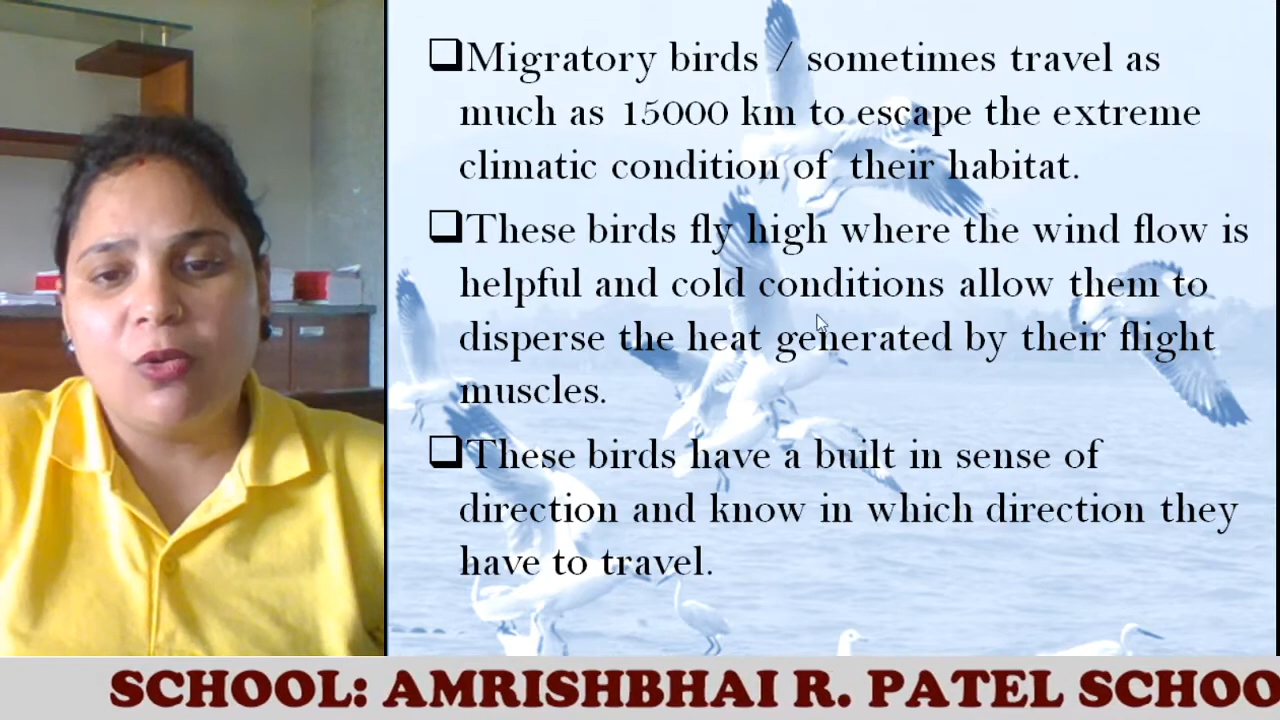 ❑Migratory birds / sometimes travel as
much as 15000 km to escape the extreme
climatic condition of their habitat.
❑These birds fly high where the wind flow is
helpful and cold conditions allow them to
disperse the heat generated by their flight
muscles.
❑These birds have a built in sense of
direction and know in which direction they
have to travel.
SCHOOL: AMRISHBHAI R. PATEL SCHOO